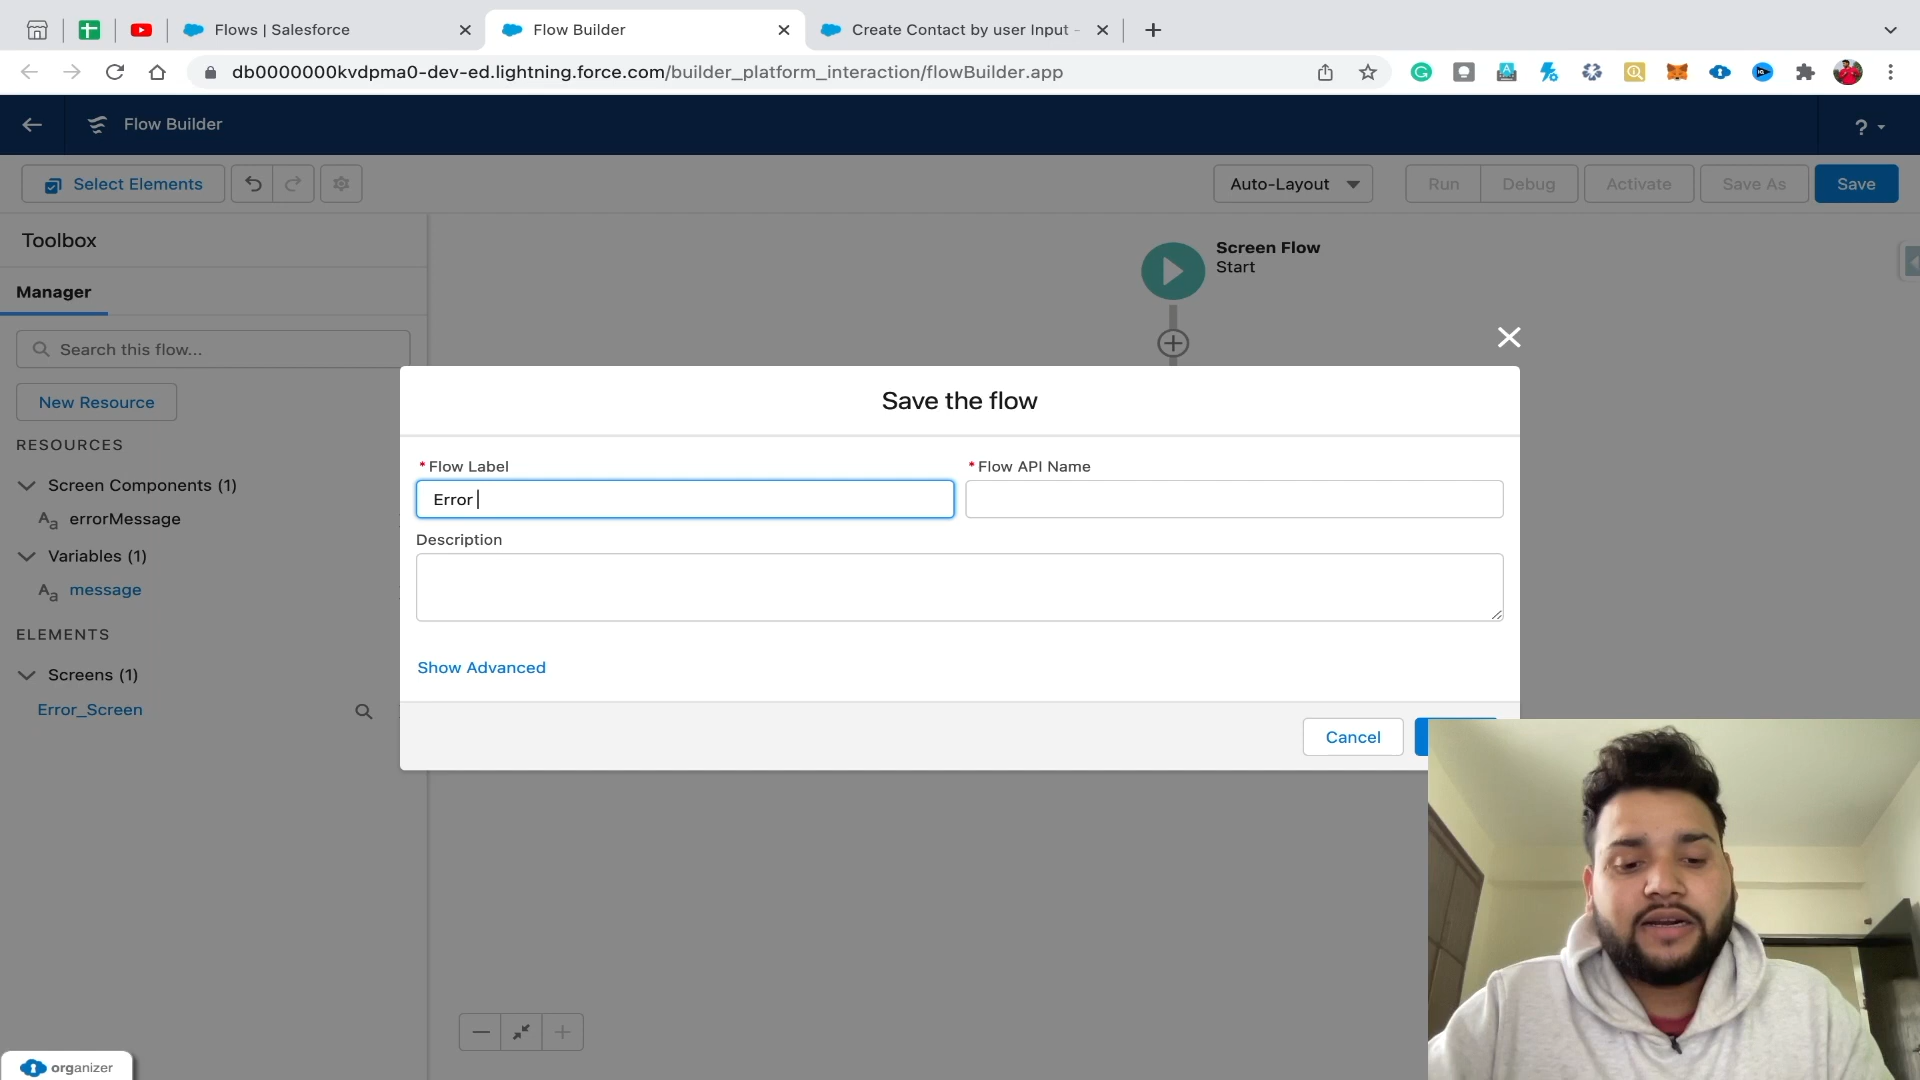 Flows | Salesforce
Flow Builder
Create Contact by user Input -
db0000000kvdpma0-dev-ed.lightning.force.com/builder_platform_interaction/flowBuilder.app
Flow Builder
?
Select Elements
Auto-Layout
Run
Debug
Activate
Save As
Save
Toolbox
Manager
Search this flow...
New Resource
RESOURCES
Screen Components (1)
Aa errorMessage
Variables (1)
Aa message
ELEMENTS
Screens (1)
Error_Screen
Screen Flow
Start
Save the flow
* Flow Label
* Flow API Name
Error
Description
Show Advanced
Cancel
organizer